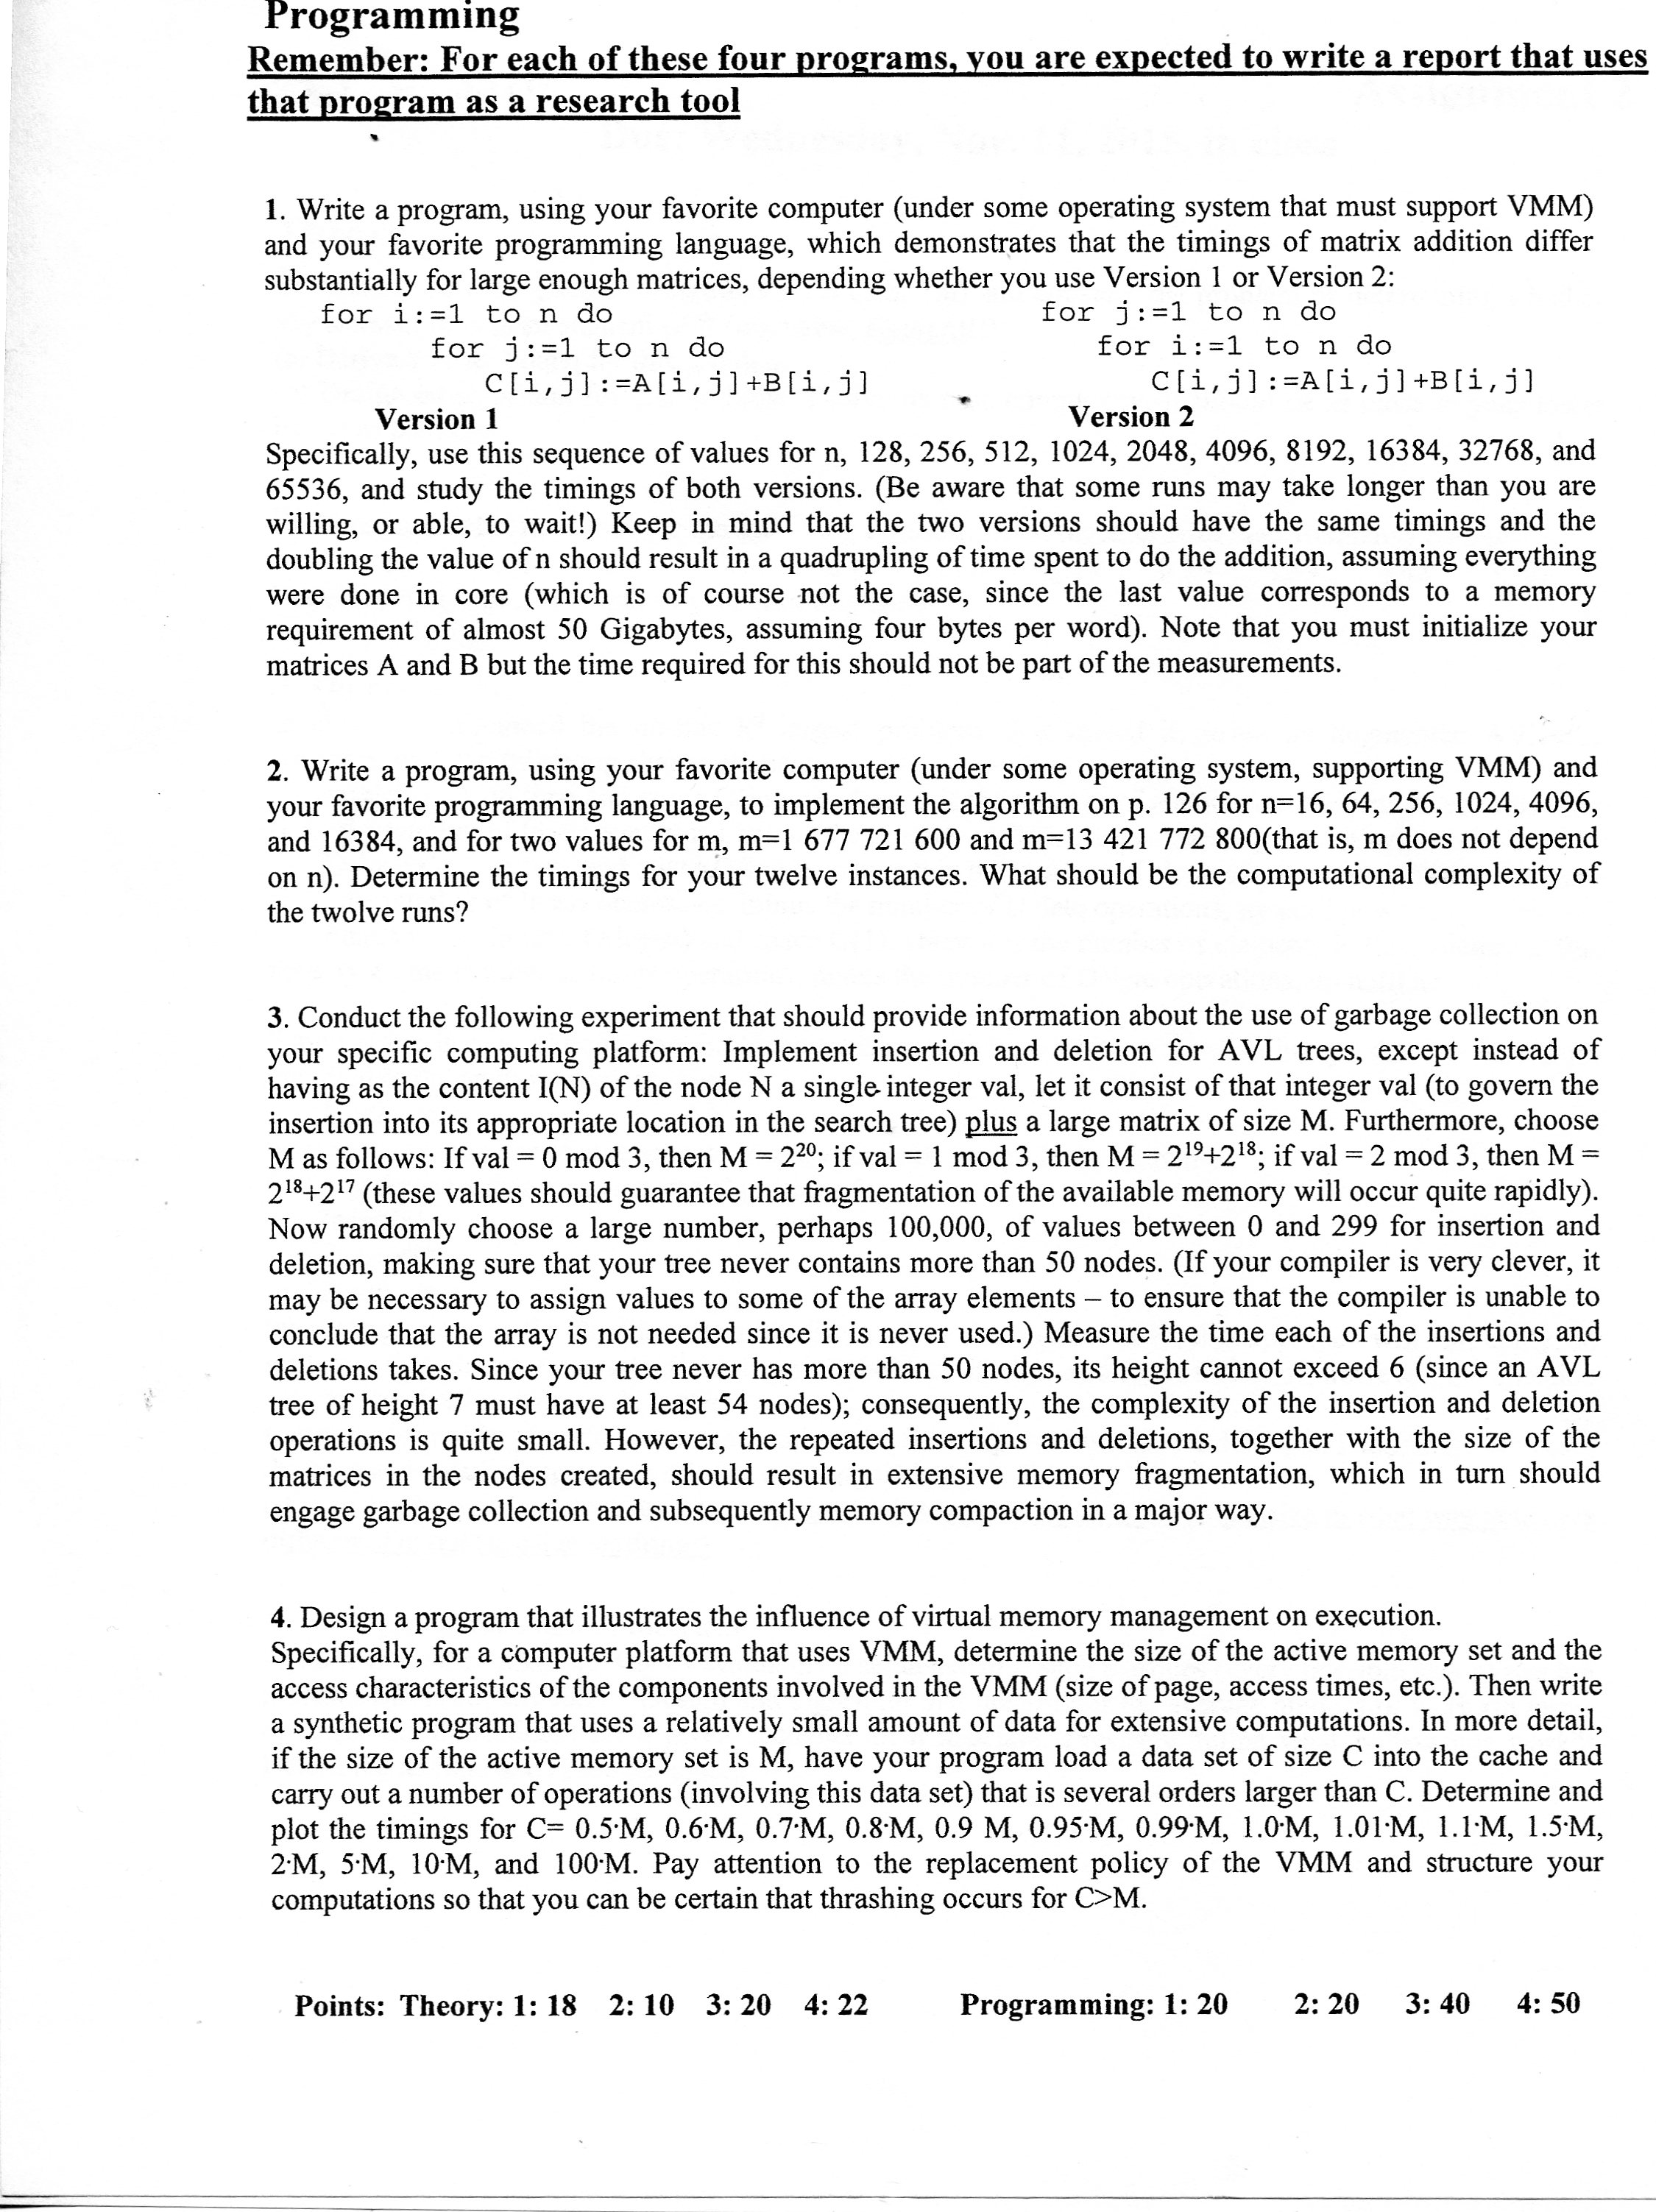 Programming
Remember: For each of these four programs, you are expected to write a report that uses
that program as a research tool
1. Write a program, using your favorite computer (under some operating system that must support VMM)
and your favorite programming language, which demonstrates that the timings of matrix addition differ
substantially for large enough matrices, depending whether you use Version 1 or Version 2:
for i:=1 to n do for j:=1 to n do
for j:=1 to n do for i:=1 to n do
C[i,j]:=A[i,j]+B[i,j] C[i,j]:=A[i,j]+B[i,j]
Version 1 Version 2
Specifically, use this sequence of values for n, 128, 256, 512, 1024, 2048, 4096, 8192, 16384, 32768, and
65536, and study the timings of both versions. (Be aware that some runs may take longer than you are
willing, or able, to wait!) Keep in mind that the two versions should have the same timings and the
doubling the value of n should result in a quadrupling of time spent to do the addition, assuming everything
were done in core (which is of course not the case, since the last value corresponds to a memory
requirement of almost 50 Gigabytes, assuming four bytes per word). Note that you must initialize your
matrices A and B but the time required for this should not be part of the measurements.
2. Write a program, using your favorite computer (under some operating system, supporting VMM) and
your favorite programming language, to implement the algorithm on p. 126 for n=16, 64, 256, 1024, 4096,
and 16384, and for two values for m, m=1 677 721 600 and m=13 421 772 800(that is, m does not depend
on n). Determine the timings for your twelve instances. What should be the computational complexity of
the twolve runs?
3. Conduct the following experiment that should provide information about the use of garbage collection on
your specific computing platform: Implement insertion and deletion for AVL trees, except instead of
having as the content I(N) of the node N a single integer val, let it consist of that integer val (to govern the
insertion into its appropriate location in the search tree) plus a large matrix of size M. Furthermore, choose
M as follows: If val = 0 mod 3, then M = 2²⁰; if val = 1 mod 3, then M = 2¹⁹+2¹⁸; if val = 2 mod 3, then M =
2¹⁸+2¹⁷ (these values should guarantee that fragmentation of the available memory will occur quite rapidly).
Now randomly choose a large number, perhaps 100,000, of values between 0 and 299 for insertion and
deletion, making sure that your tree never contains more than 50 nodes. (If your compiler is very clever, it
may be necessary to assign values to some of the array elements – to ensure that the compiler is unable to
conclude that the array is not needed since it is never used.) Measure the time each of the insertions and
deletions takes. Since your tree never has more than 50 nodes, its height cannot exceed 6 (since an AVL
tree of height 7 must have at least 54 nodes); consequently, the complexity of the insertion and deletion
operations is quite small. However, the repeated insertions and deletions, together with the size of the
matrices in the nodes created, should result in extensive memory fragmentation, which in turn should
engage garbage collection and subsequently memory compaction in a major way.
4. Design a program that illustrates the influence of virtual memory management on execution.
Specifically, for a computer platform that uses VMM, determine the size of the active memory set and the
access characteristics of the components involved in the VMM (size of page, access times, etc.). Then write
a synthetic program that uses a relatively small amount of data for extensive computations. In more detail,
if the size of the active memory set is M, have your program load a data set of size C into the cache and
carry out a number of operations (involving this data set) that is several orders larger than C. Determine and
plot the timings for C= 0.5·M, 0.6·M, 0.7·M, 0.8·M, 0.9 M, 0.95·M, 0.99·M, 1.0·M, 1.01·M, 1.1·M, 1.5·M,
2·M, 5·M, 10·M, and 100·M. Pay attention to the replacement policy of the VMM and structure your
computations so that you can be certain that thrashing occurs for C>M.
Points: Theory: 1: 18 2: 10 3: 20 4: 22 Programming: 1: 20 2: 20 3: 40 4: 50